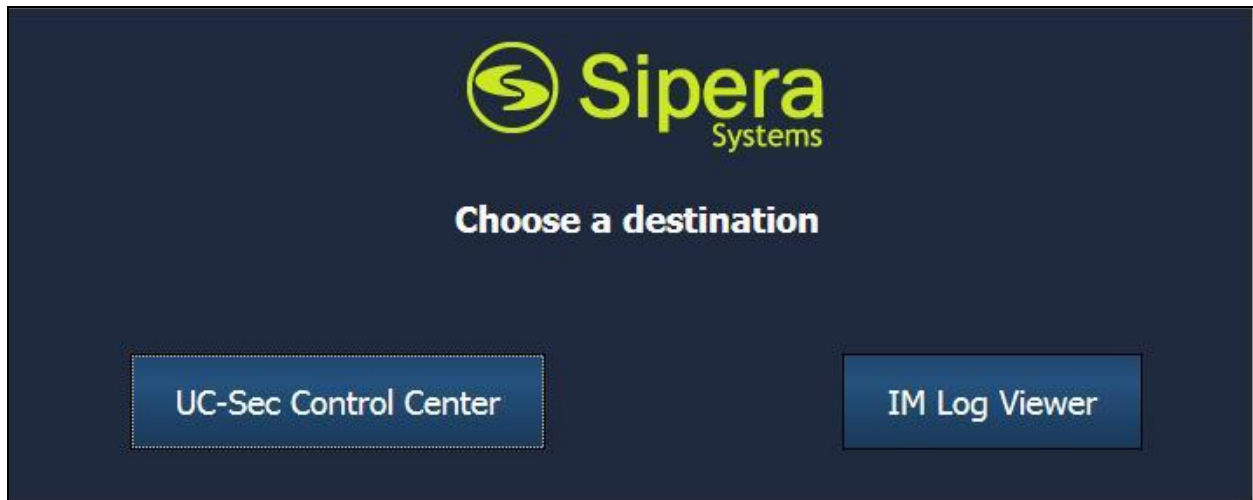 Sipera
Systems
Choose a destination
UC-Sec Control Center
IM Log Viewer